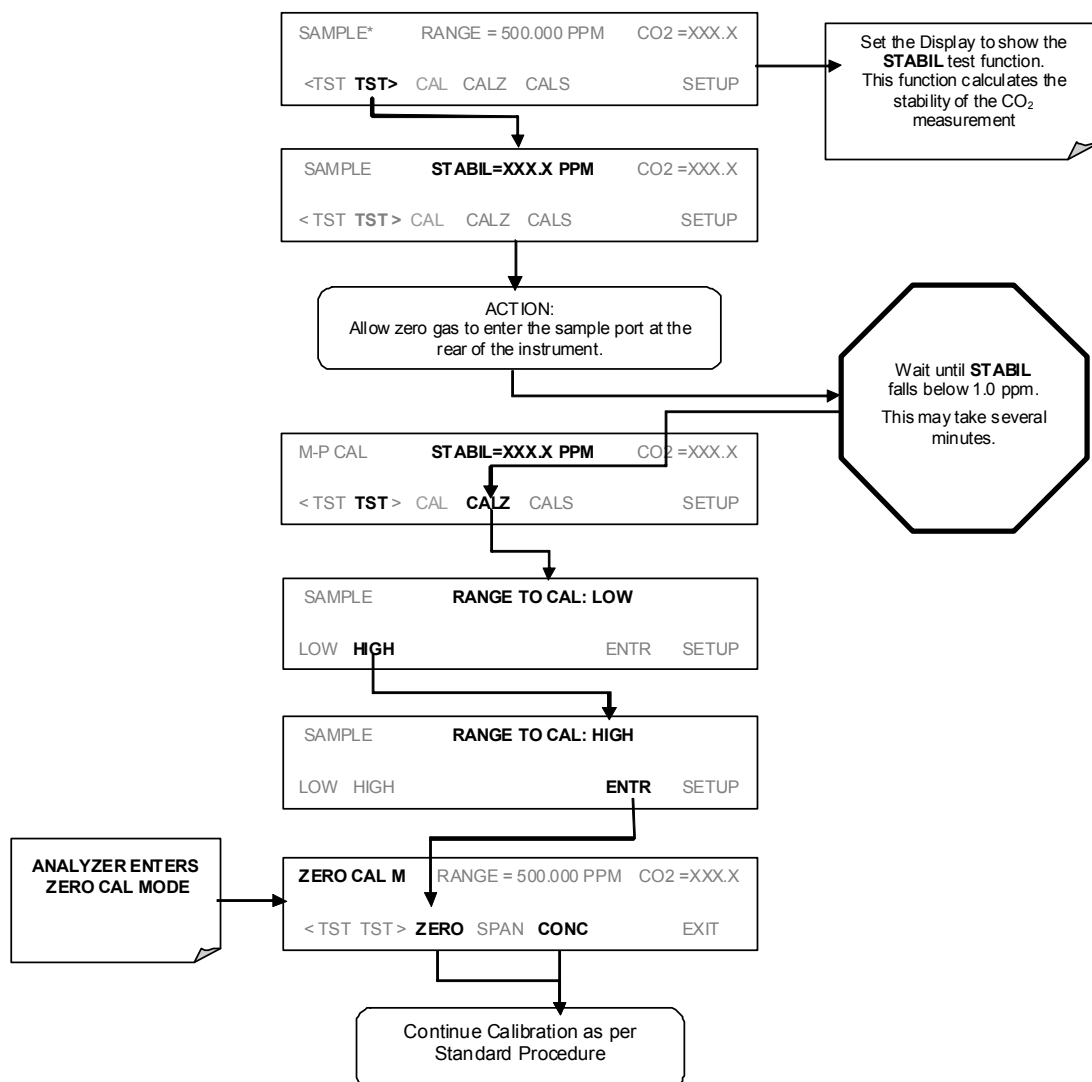 SAMPLE* RANGE = 500.000 PPM CO2 =XXX.X
<TST TST> CAL CALZ CALS SETUP
Set the Display to show the
STABIL test function.
This function calculates the
stability of the CO2
measurement
SAMPLE STABIL=XXX.X PPM CO2 =XXX.X
< TST TST > CAL CALZ CALS SETUP
ACTION:
Allow zero gas to enter the sample port at the
rear of the instrument.
Wait until STABIL
falls below 1.0 ppm.
This may take several
minutes.
M-P CAL STABIL=XXX.X PPM CO2 =XXX.X
< TST TST > CAL CALZ CALS SETUP
SAMPLE RANGE TO CAL: LOW
LOW HIGH ENTR SETUP
SAMPLE RANGE TO CAL: HIGH
LOW HIGH ENTR SETUP
ANALYZER ENTERS
ZERO CAL MODE
ZERO CAL M RANGE = 500.000 PPM CO2 =XXX.X
< TST TST > ZERO SPAN CONC EXIT
Continue Calibration as per
Standard Procedure